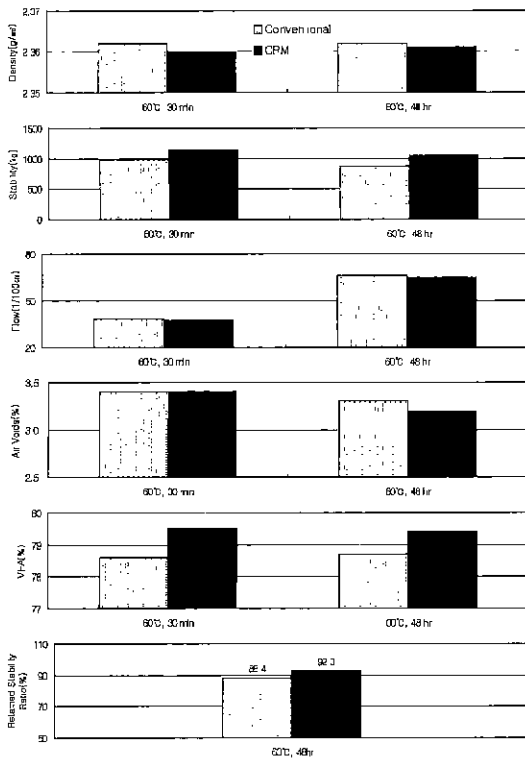 2.37
2.36
2.35
Density(g/㎤)
Conventional
CRM
60℃, 30 min
60℃, 48 hr
1500
1000
500
0
Stability(kg)
60℃, 30 min
60℃, 48 hr
80
50
20
Flow(1/100㎝)
60℃, 30 min
60℃, 48 hr
3.5
3.0
2.5
Air Voids(%)
60℃, 30 min
60℃, 48 hr
80
79
78
77
60℃, 30 min
60℃, 48 hr
110
90
70
50
Retained Stability
Ratio(%)
60℃, 48hr